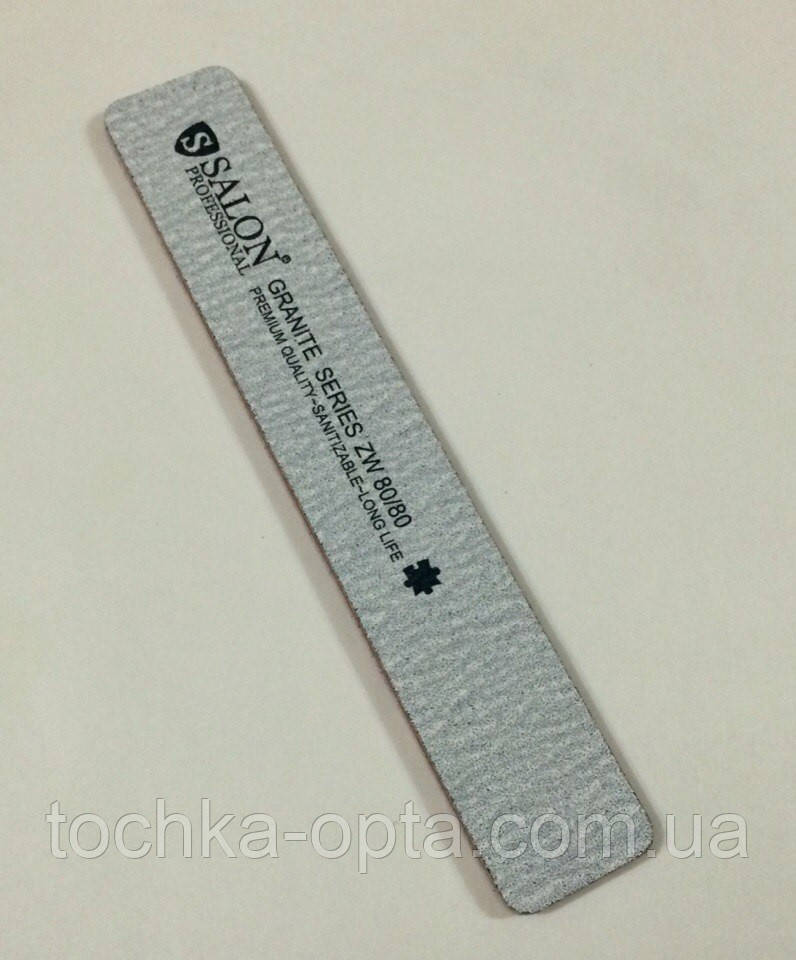 S
SALON®
PROFESSIONAL
GRANITE SERIES ZW 80/80
PREMIUM QUALITY~SANITIZABLE~LONG LIFE
tochka-opta.com.ua